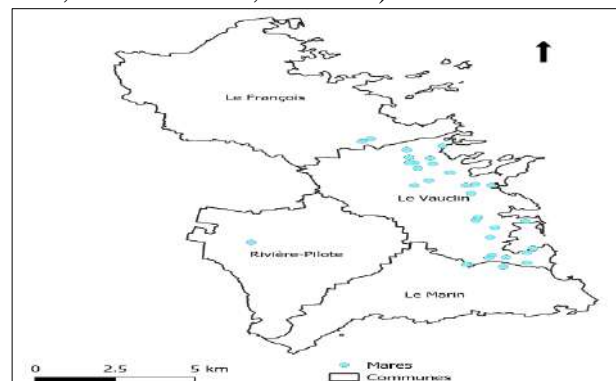 Le François
Le Vauclin
Rivière-Pilote
Le Marin
0 2.5 5 km
Mares
Communes